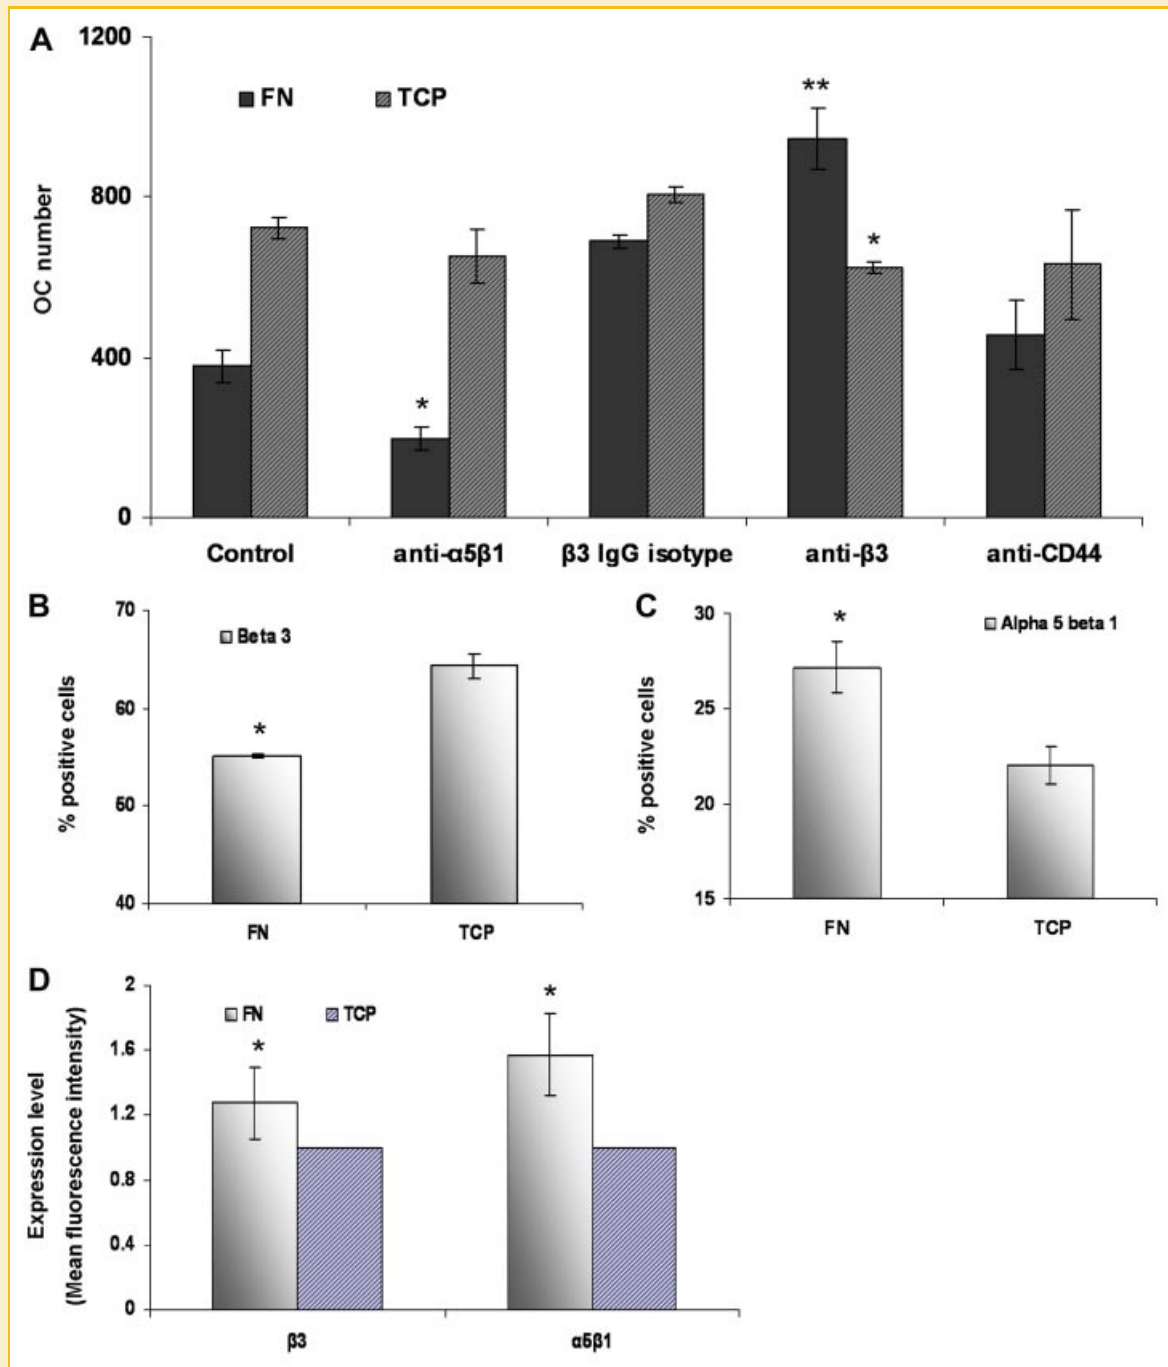 A
1200
FN TCP
**
800
*
OC number
400
*
0
Control anti-α5β1 β3 IgG isotype anti-β3 anti-CD44
B
70
Beta 3
60
*
% positive cells
50
40
FN TCP
C
30
*
Alpha 5 beta 1
25
% positive cells
20
15
FN TCP
D
2
*
FN TCP
1.6
*
Expression level
(Mean fluorescence intensity)
1.2
0.8
0.4
0
β3 α5β1